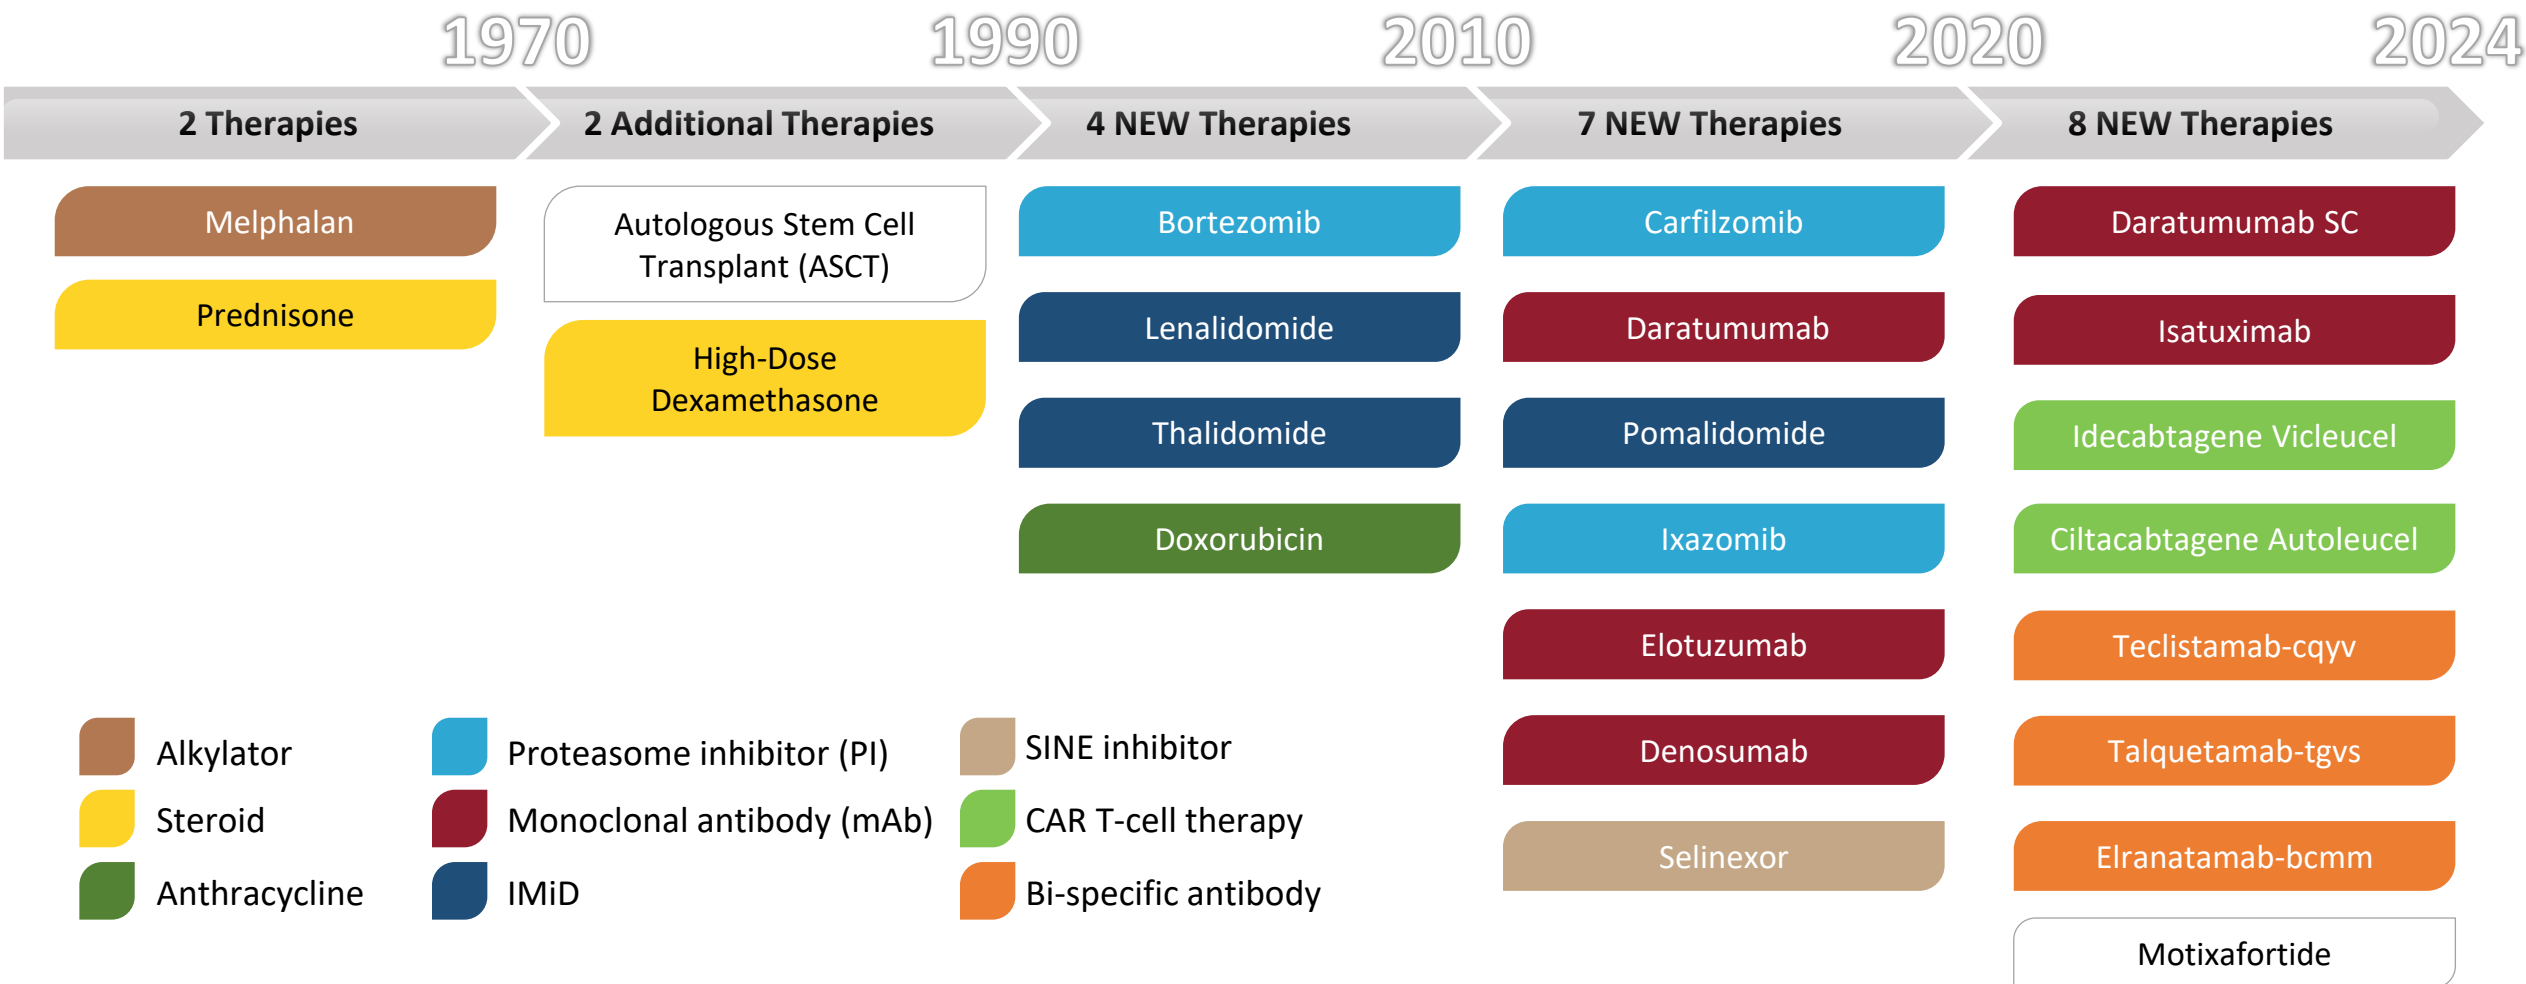 1970
1990
2010
2020
2024
2 Therapies
2 Additional Therapies
4 NEW Therapies
7 NEW Therapies
8 NEW Therapies
Melphalan
Prednisone
Autologous Stem Cell
Transplant (ASCT)
High-Dose
Dexamethasone
Bortezomib
Lenalidomide
Thalidomide
Doxorubicin
Carfilzomib
Daratumumab
Pomalidomide
Ixazomib
Elotuzumab
Denosumab
Selinexor
Daratumumab SC
Isatuximab
Idecabtagene Vicleucel
Ciltacabtagene Autoleucel
Teclistamab-cqyv
Talquetamab-tgvs
Elranatamab-bcmm
Motixafortide
Alkylator
Steroid
Anthracycline
Proteasome inhibitor (PI)
Monoclonal antibody (mAb)
IMiD
SINE inhibitor
CAR T-cell therapy
Bi-specific antibody